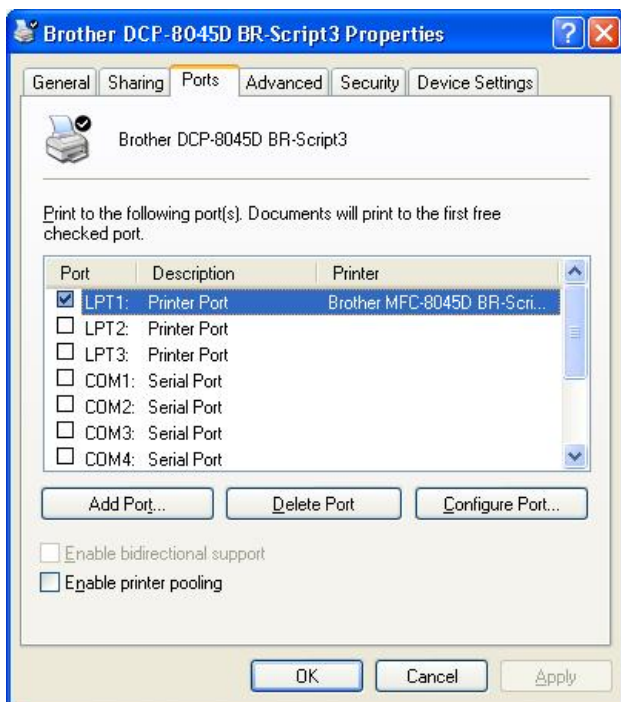 Brother DCP-8045D BR-Script3 Properties
General Sharing Ports Advanced Security Device Settings
Brother DCP-8045D BR-Script3
Print to the following port(s). Documents will print to the first free
checked port.
Port Description Printer
LPT1: Printer Port Brother MFC-8045D BR-Scri...
LPT2: Printer Port
LPT3: Printer Port
COM1: Serial Port
COM2: Serial Port
COM3: Serial Port
COM4: Serial Port
Add Port... Delete Port Configure Port...
Enable bidirectional support
Enable printer pooling
OK Cancel Apply